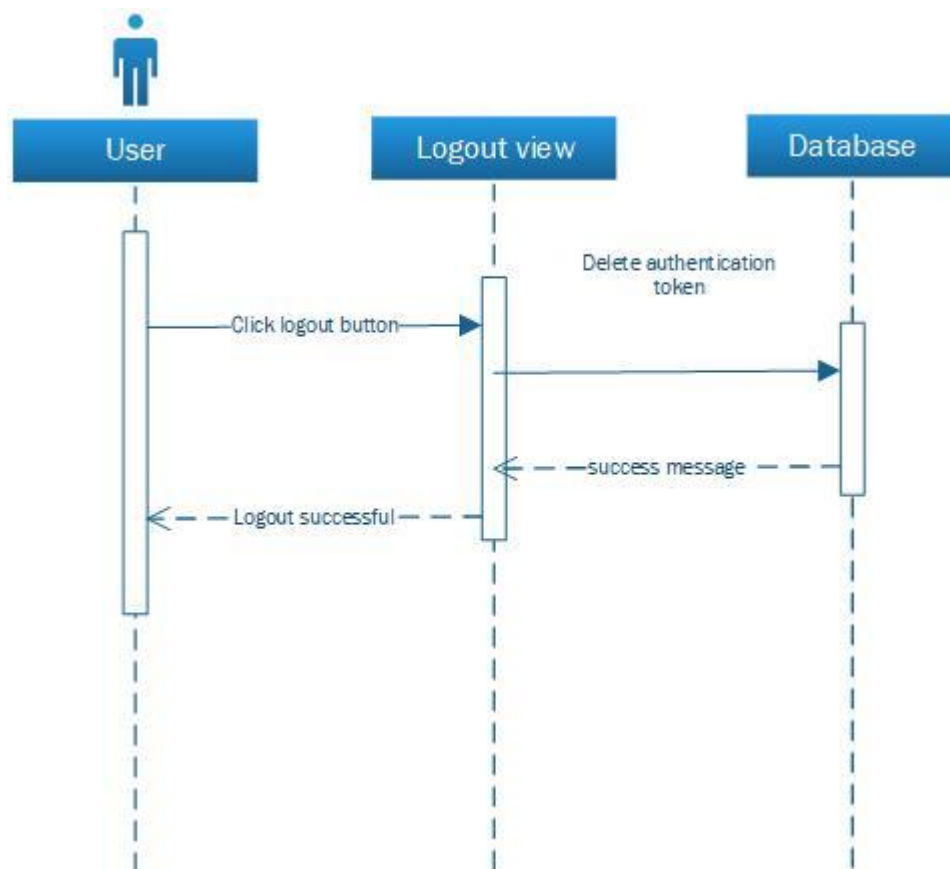 User
Logout view
Database
Delete authentication
token
Click logout button
success message
Logout successful